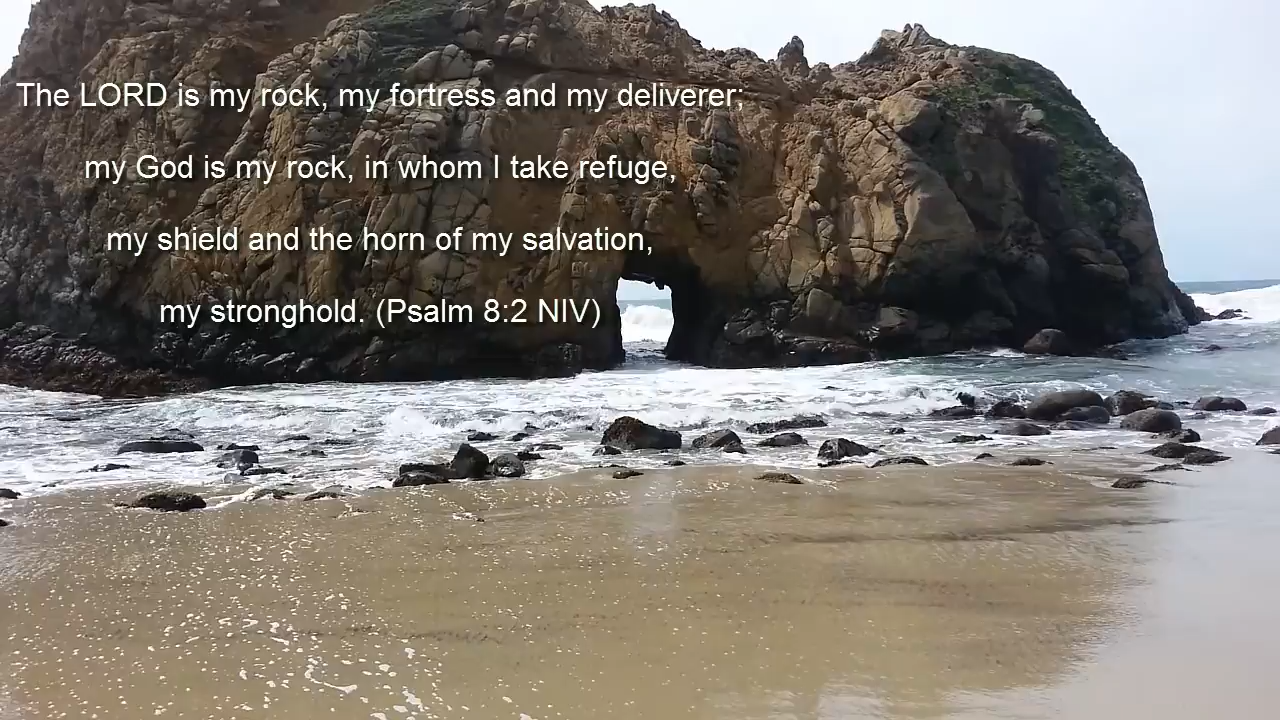 The LORD is my rock, my fortress and my deliverer;
my God is my rock, in whom I take refuge,
my shield and the horn of my salvation,
my stronghold. (Psalm 8:2 NIV)